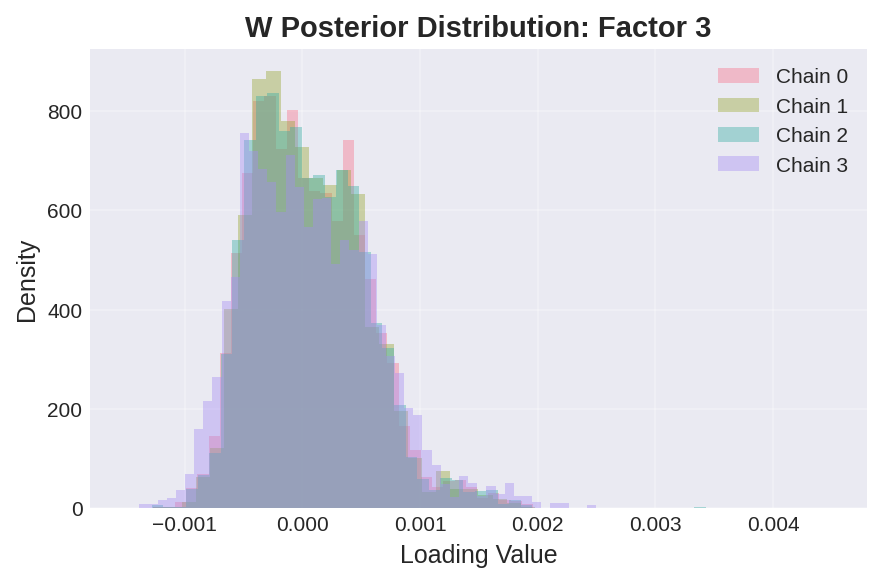 W Posterior Distribution: Factor 3
Chain 0
Chain 1
Chain 2
Chain 3
Density
800
600
400
200
0
−0.001 0.000 0.001 0.002 0.003 0.004
Loading Value